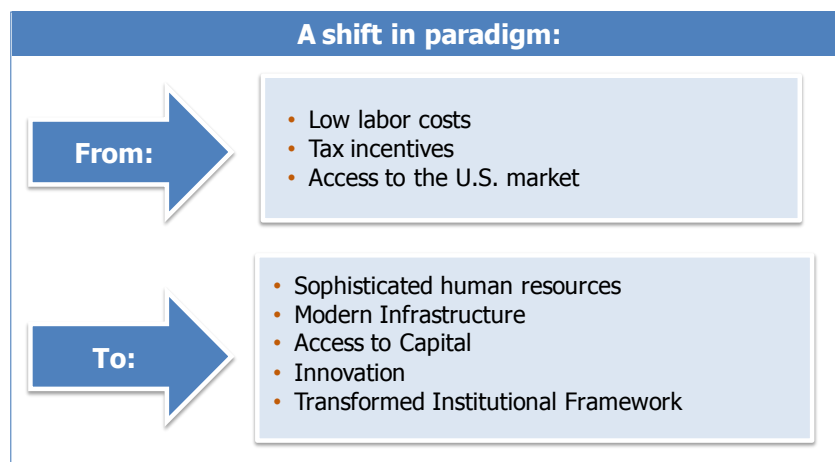 A shift in paradigm:
From:
• Low labor costs
• Tax incentives
• Access to the U.S. market
To:
• Sophisticated human resources
• Modern Infrastructure
• Access to Capital
• Innovation
• Transformed Institutional Framework